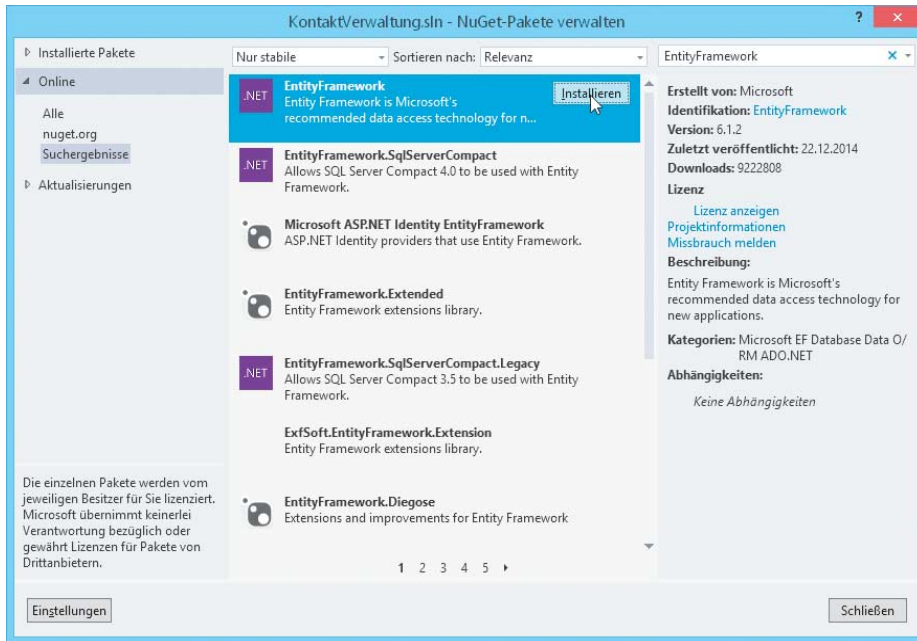 KontaktVerwaltung.sln - NuGet-Pakete verwalten
?
×
Installierte Pakete
Online
Alle
nuget.org
Suchergebnisse
Aktualisierungen
Die einzelnen Pakete werden vom
jeweiligen Besitzer für Sie lizenziert.
Microsoft übernimmt keinerlei
Verantwortung bezüglich oder
gewährt Lizenzen für Pakete von
Drittanbietern.
Nur stabile
Sortieren nach: Relevanz
.NET
EntityFramework
Entity Framework is Microsoft's
recommended data access technology for n...
Installieren
.NET
EntityFramework.SqlServerCompact
Allows SQL Server Compact 4.0 to be used with Entity
Framework.
Microsoft ASP.NET Identity EntityFramework
ASP.NET Identity providers that use Entity Framework.
EntityFramework.Extended
Entity Framework extensions library.
.NET
EntityFramework.SqlServerCompact.Legacy
Allows SQL Server Compact 3.5 to be used with Entity
Framework.
ExfSoft.EntityFramework.Extension
Entity Framework extensions library.
EntityFramework.Diegose
Extensions and improvements for Entity Framework
1 2 3 4 5
EntityFramework
Erstellt von: Microsoft
Identifikation: EntityFramework
Version: 6.1.2
Zuletzt veröffentlicht: 22.12.2014
Downloads: 9222808
Lizenz
Lizenz anzeigen
Projektinformationen
Missbrauch melden
Beschreibung:
Entity Framework is Microsoft's
recommended data access technology for
new applications.
Kategorien: Microsoft EF Database Data O/
RM ADO.NET
Abhängigkeiten:
Keine Abhängigkeiten
Einstellungen
Schließen